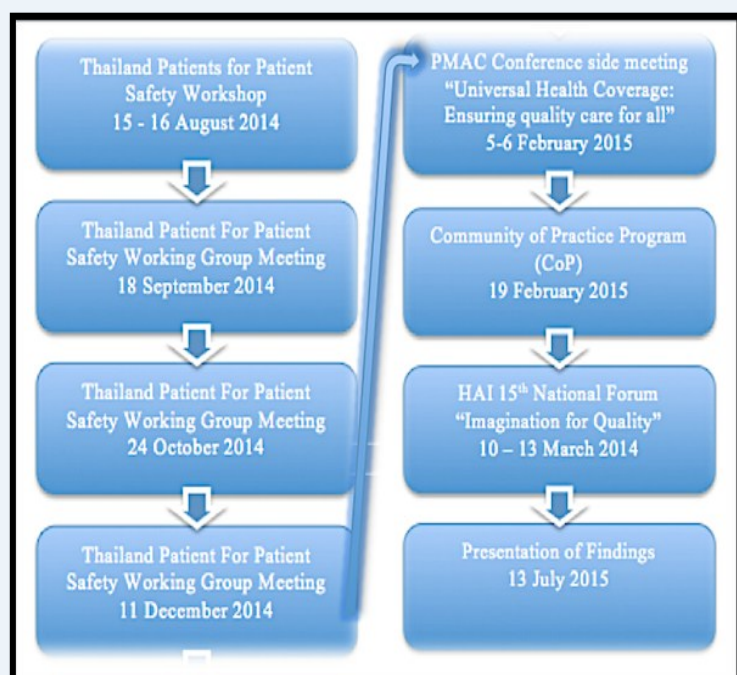 Thailand Patients for Patient
Safety Workshop
15 - 16 August 2014
Thailand Patient For Patient
Safety Working Group Meeting
18 September 2014
Thailand Patient For Patient
Safety Working Group Meeting
24 October 2014
Thailand Patient For Patient
Safety Working Group Meeting
11 December 2014
PMAC Conference side meeting
“Universal Health Coverage:
Ensuring quality care for all”
5-6 February 2015
Community of Practice Program
(CoP)
19 February 2015
HAI 15th National Forum
“Imagination for Quality”
10 – 13 March 2014
Presentation of Findings
13 July 2015